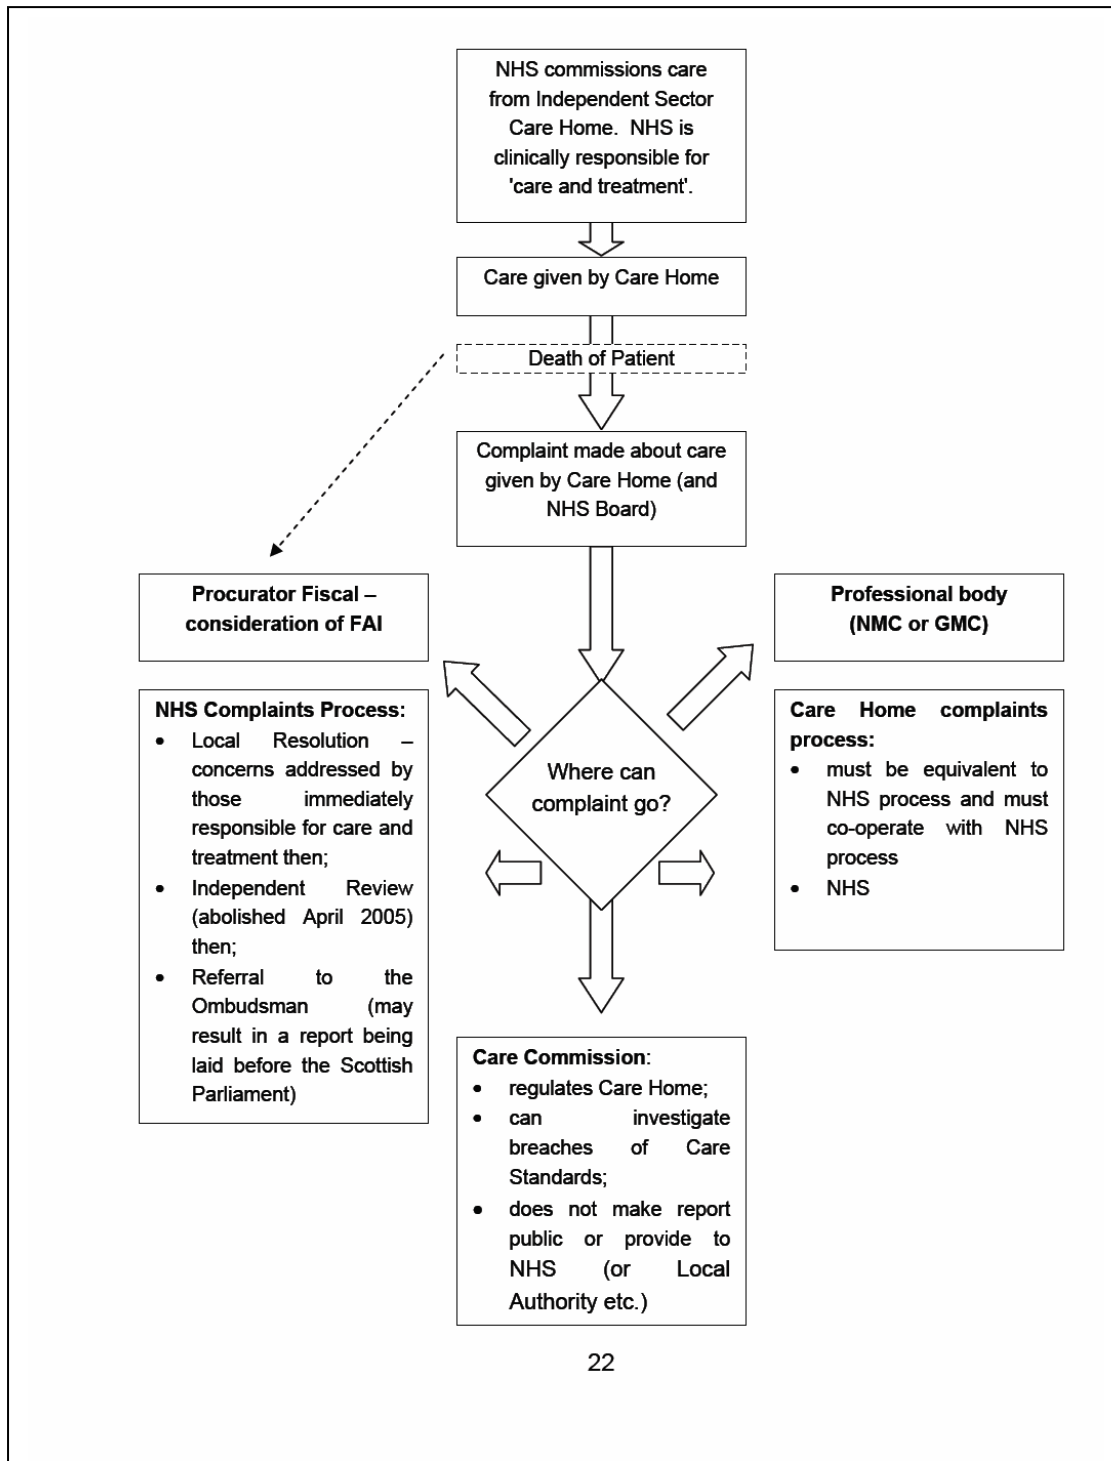 NHS commissions care
from Independent Sector
Care Home.  NHS is
clinically responsible for
'care and treatment'.
Care given by Care Home
Death of Patient
Complaint made about care
given by Care Home (and
NHS Board)
Procurator Fiscal –
consideration of FAI
Professional body
(NMC or GMC)
NHS Complaints Process:
• Local Resolution –
concerns addressed by
those immediately
responsible for care and
treatment then;
• Independent Review
(abolished April 2005)
then;
• Referral to the
Ombudsman (may
result in a report being
laid before the Scottish
Parliament)
Where can
complaint go?
Care Home complaints
process:
• must be equivalent to
NHS process and must
co-operate with NHS
process
• NHS
Care Commission:
• regulates Care Home;
• can investigate
breaches of Care
Standards;
• does not make report
public or provide to
NHS (or Local
Authority etc.)
22